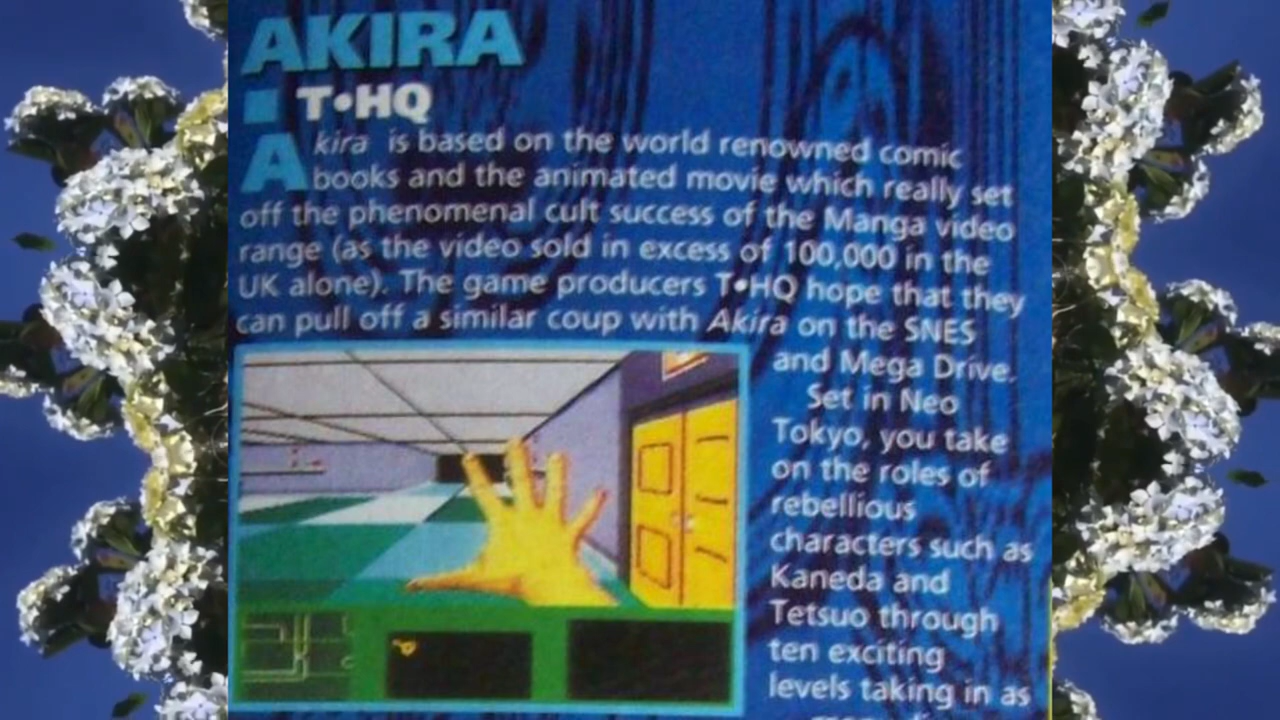 AKIRA
T•HQ
Akira is based on the world renowned comic
books and the animated movie which really set
off the phenomenal cult success of the Manga video
range (as the video sold in excess of 100,000 in the
UK alone). The game producers T•HQ hope that they
can pull off a similar coup with Akira on the SNES
and Mega Drive.
Set in Neo
Tokyo, you take
on the roles of
rebellious
characters such as
Kaneda and
Tetsuo through
ten exciting
levels taking in as